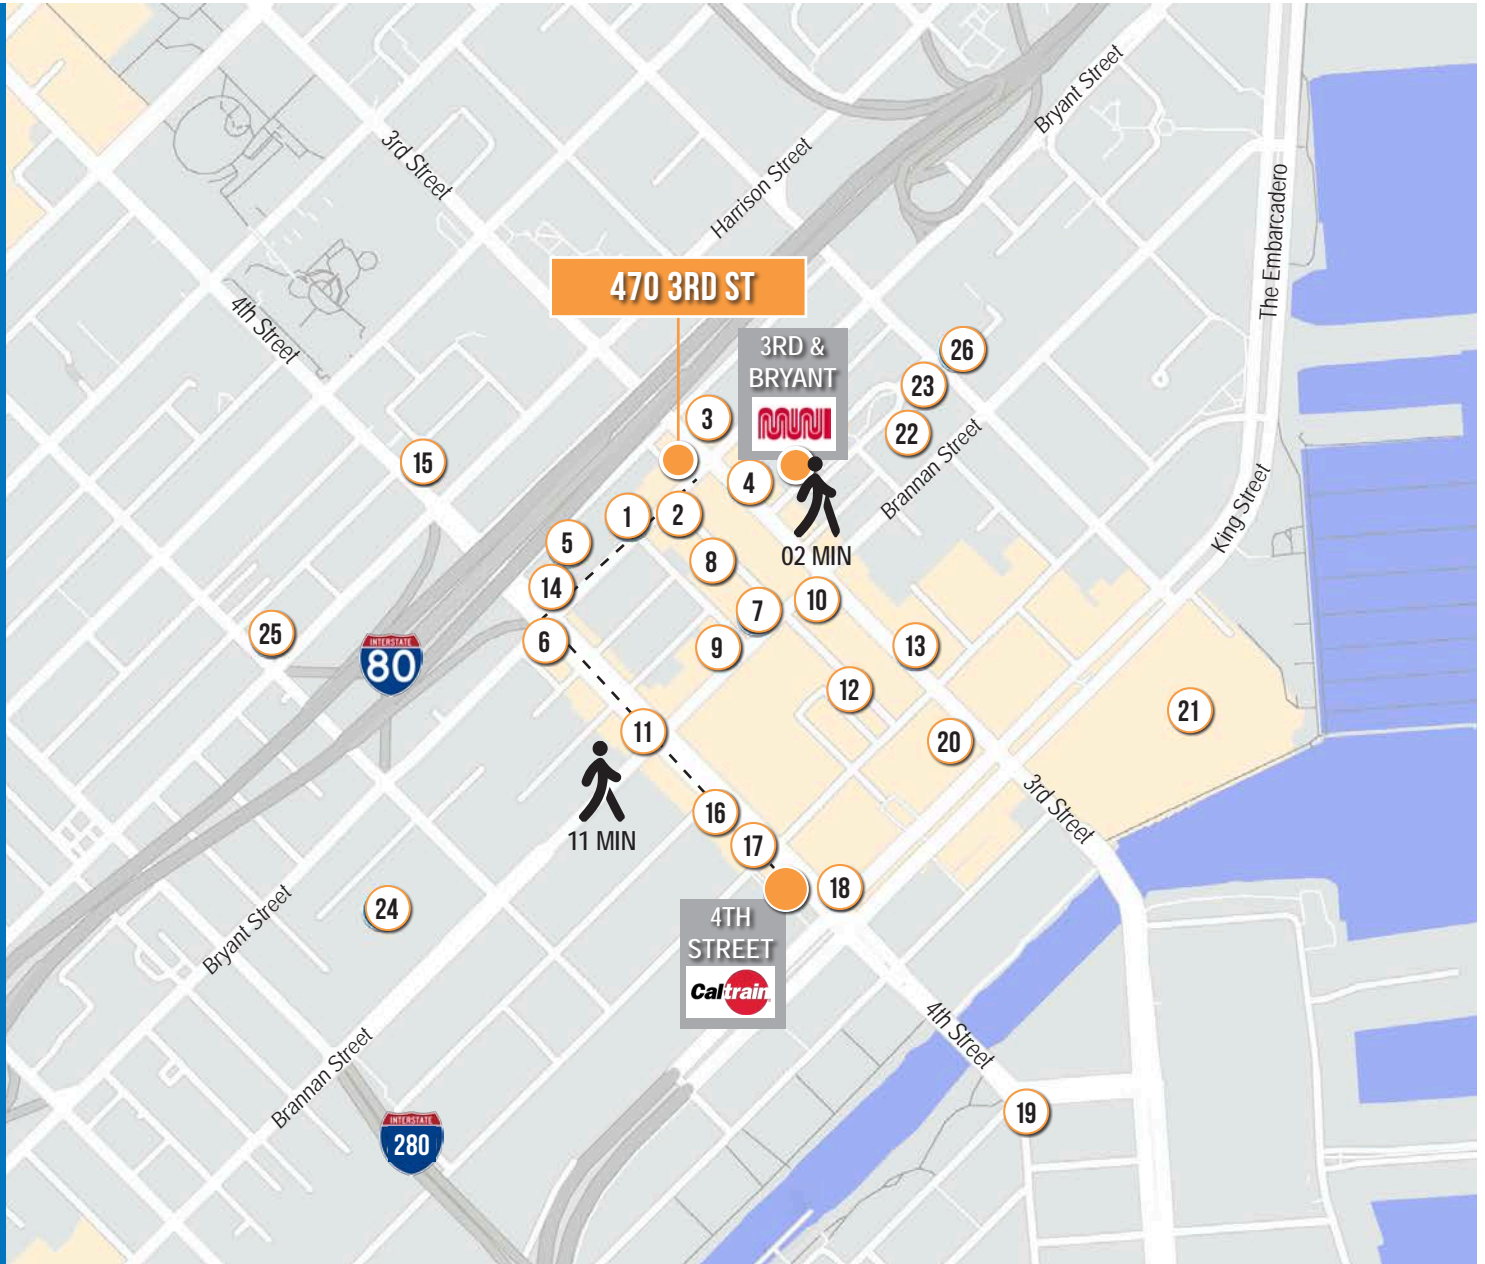 Bryant Street
3rd Street
Harrison Street
The Embarcadero
470 3RD ST
4th Street
3RD &
BRYANT
MUNI
26
23
3
22
15
4
Brannan Street
King Street
1
2
5
02 MIN
8
14
10
7
25
6
9
13
INTERSTATE
80
12
21
11
20
3rd Street
16
11 MIN
17
18
24
4TH
STREET
Caltrain
Bryant Street
4th Street
Brannan Street
19
INTERSTATE
280